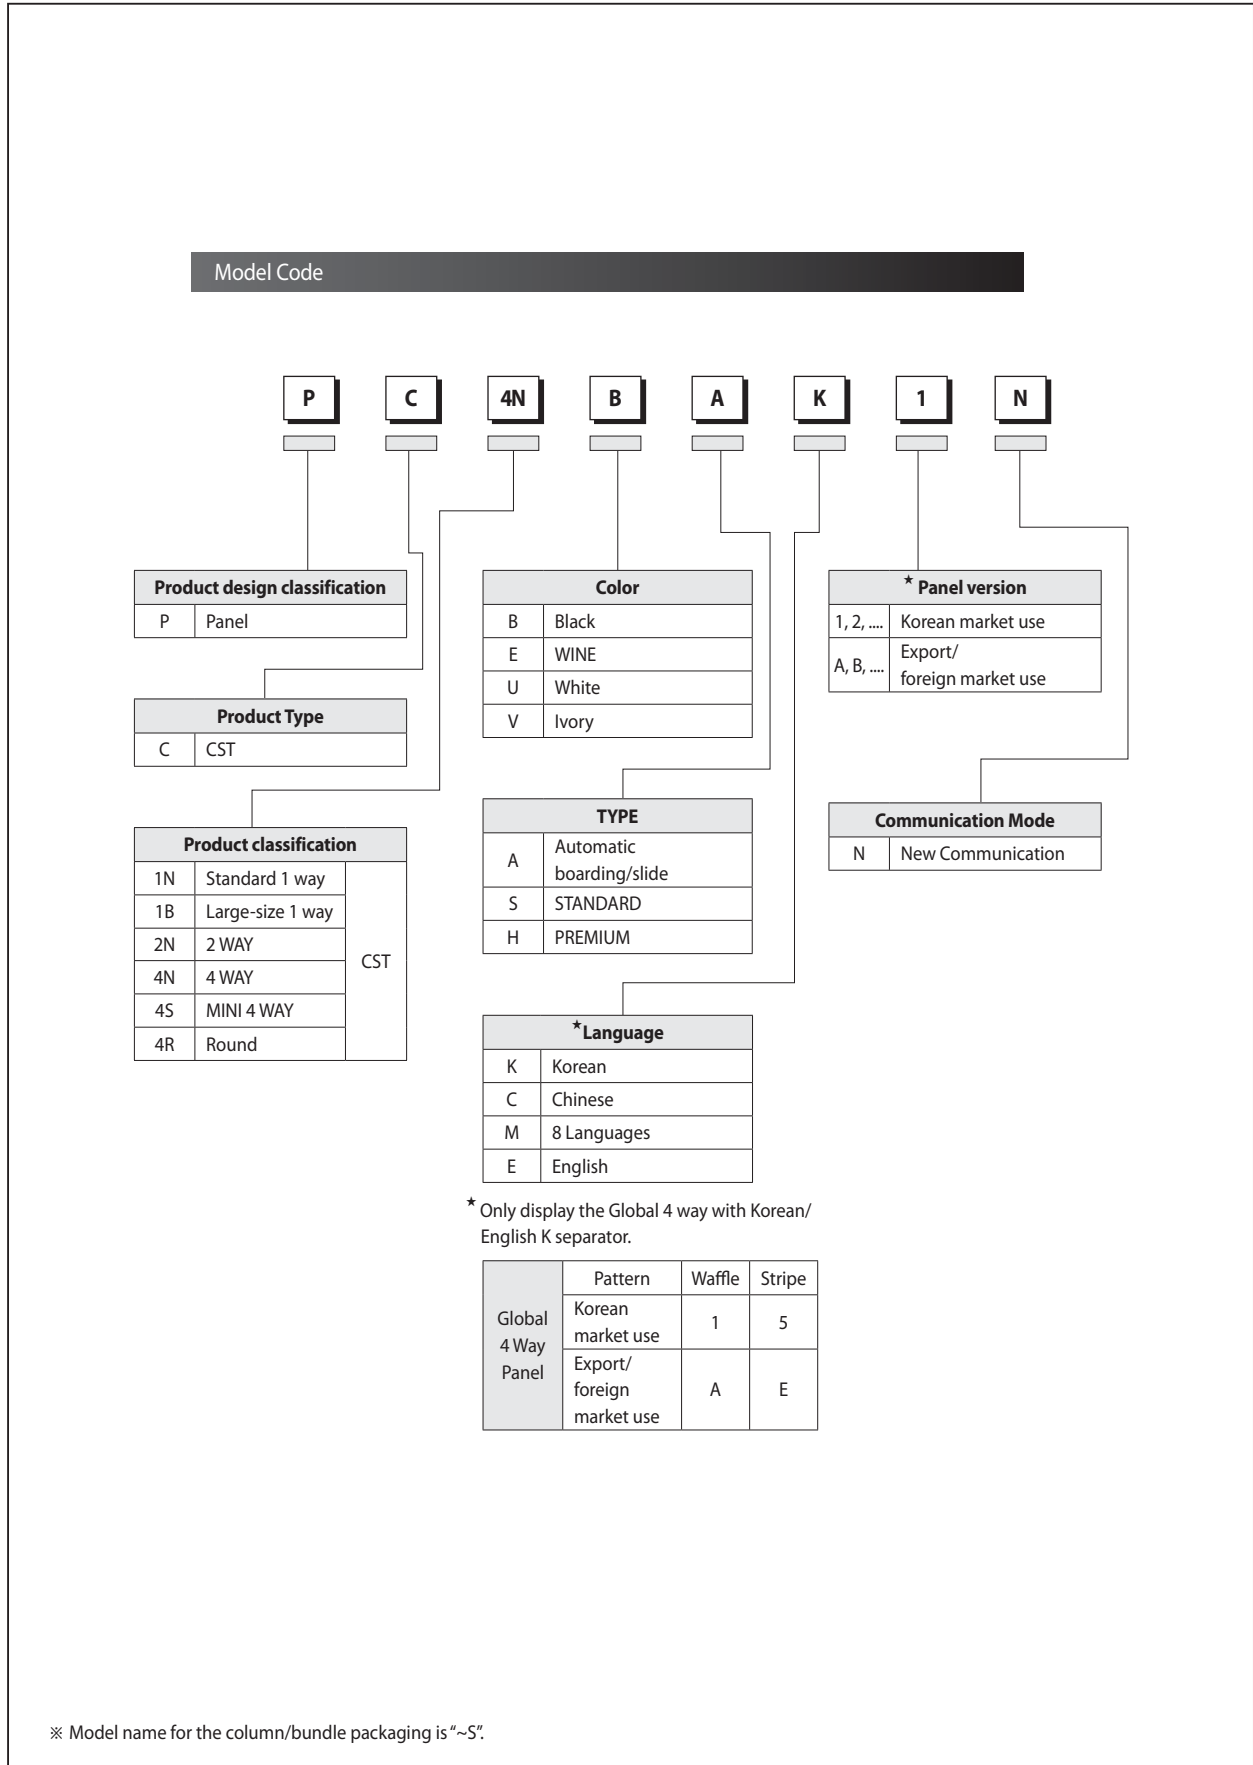 Model Code
P C 4N B A K 1 N
Product design classification
P Panel
Product Type
C CST
Product classification
1N Standard 1 way
1B Large-size 1 way
2N 2 WAY
4N 4 WAY
4S MINI 4 WAY
4R Round
CST
Color
B Black
E WINE
U White
V Ivory
TYPE
A Automatic
boarding/slide
S STANDARD
H PREMIUM
★Language
K Korean
C Chinese
M 8 Languages
E English
★ Only display the Global 4 way with Korean/
English K separator.
Global
4 Way
Panel
Pattern Waffle Stripe
Korean
market use 1 5
Export/
foreign
market use A E
★ Panel version
1, 2, .... Korean market use
A, B, .... Export/
foreign market use
Communication Mode
N New Communication
※ Model name for the column/bundle packaging is “~S”.